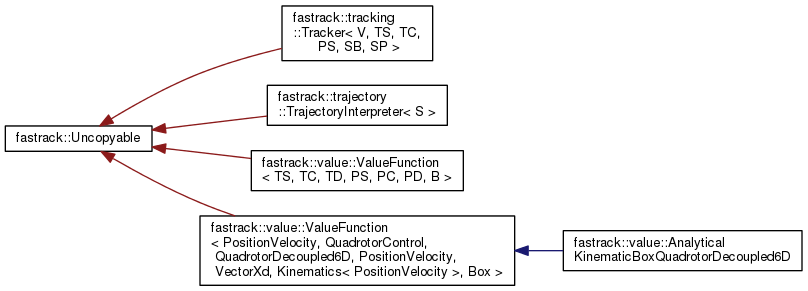 fastrack::tracking
::Tracker< V, TS, TC,
PS, SB, SP >
fastrack::trajectory
::TrajectoryInterpreter< S >
fastrack::Uncopyable
fastrack::value::ValueFunction
< TS, TC, TD, PS, PC, PD, B >
fastrack::value::ValueFunction
< PositionVelocity, QuadrotorControl,
QuadrotorDecoupled6D, PositionVelocity,
VectorXd, Kinematics< PositionVelocity >, Box >
fastrack::value::Analytical
KinematicBoxQuadrotorDecoupled6D